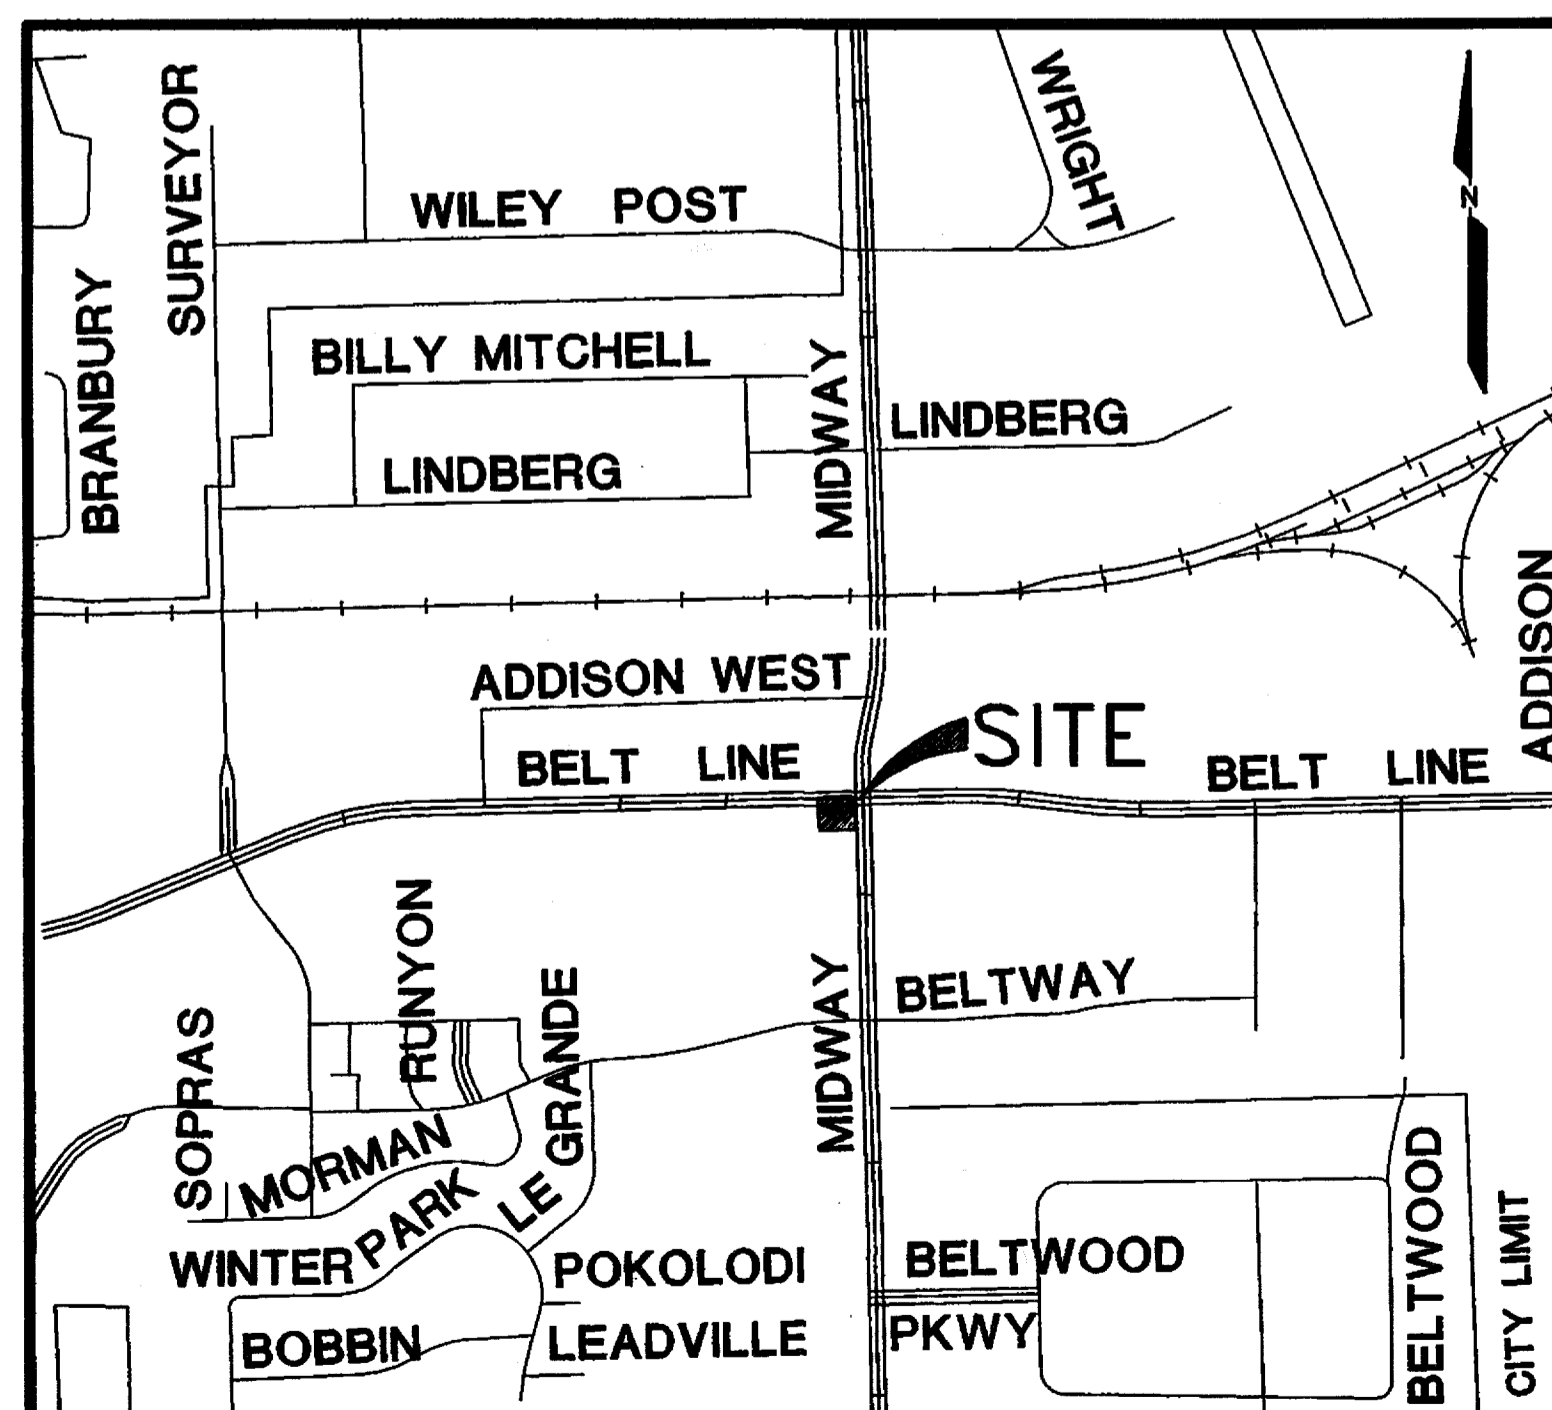 WRIGHT
SURVEYOR
WILEY POST
N
BRANBURY
BILLY MITCHELL
MIDWAY
LINDBERG
LINDBERG
ADDISON
ADDISON WEST
SITE
BELT LINE
BELT LINE
RUNYON
MIDWAY
BELTWAY
LE GRANDE
SOPRAS
MORMAN
WINTER PARK
POKOLODI
BELTWOOD
PKWY
BELTWOOD
CITY LIMIT
BOBBIN
LEADVILLE